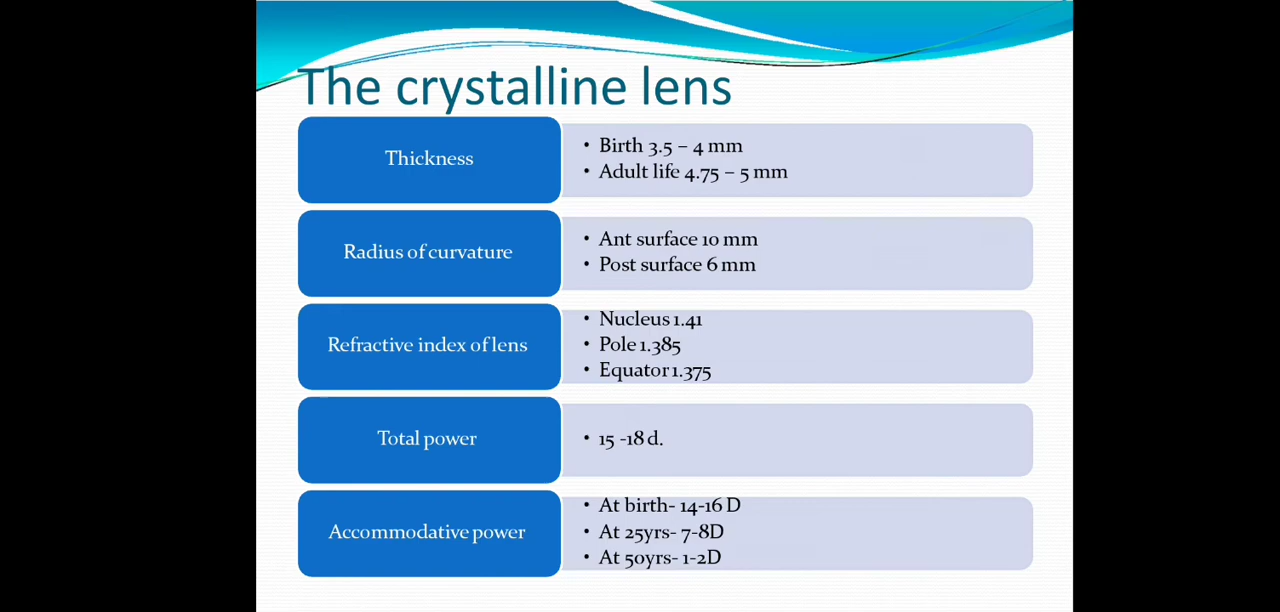 The crystalline lens
Thickness
• Birth 3.5 – 4 mm
• Adult life 4.75 – 5 mm
Radius of curvature
• Ant surface 10 mm
• Post surface 6 mm
Refractive index of lens
• Nucleus 1.41
• Pole 1.385
• Equator 1.375
Total power
• 15 -18 d.
Accommodative power
• At birth- 14-16 D
• At 25yrs- 7-8D
• At 50yrs- 1-2D